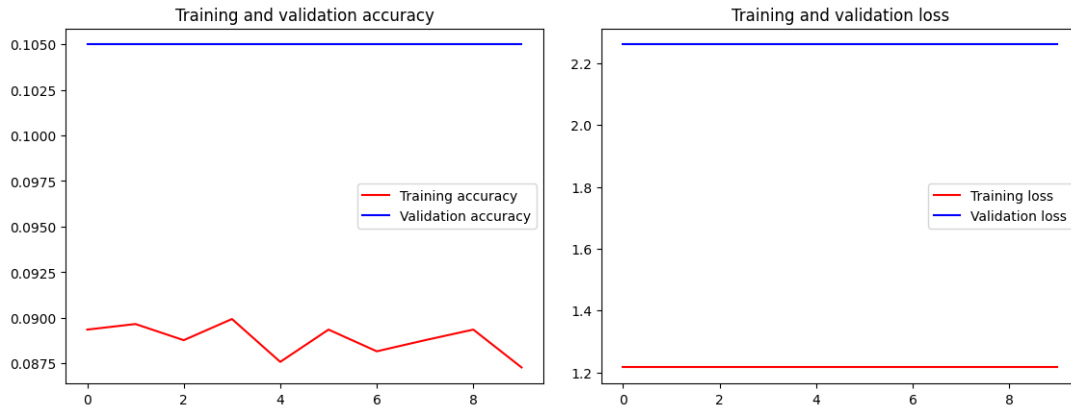 Training and validation accuracy
0.1050
0.1025
0.1000
0.0975
0.0950
0.0925
0.0900
0.0875
0 2 4 6 8
Training accuracy
Validation accuracy
Training and validation loss
2.2
2.0
1.8
1.6
1.4
1.2
0 2 4 6 8
Training loss
Validation loss